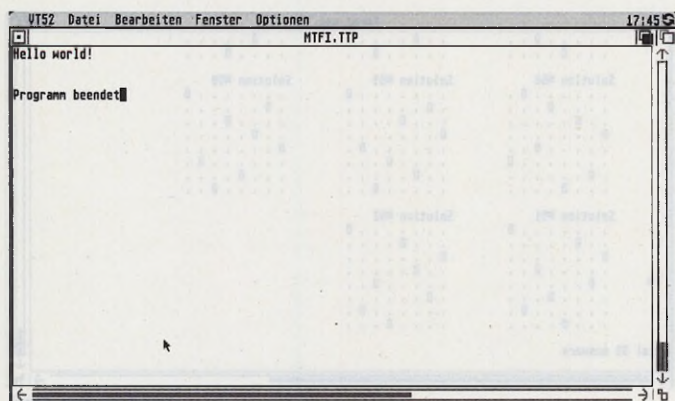 VT52 Datei Bearbeiten Fenster Optionen 17:45
MTFI.TTP
Hello world!
Programm beendet